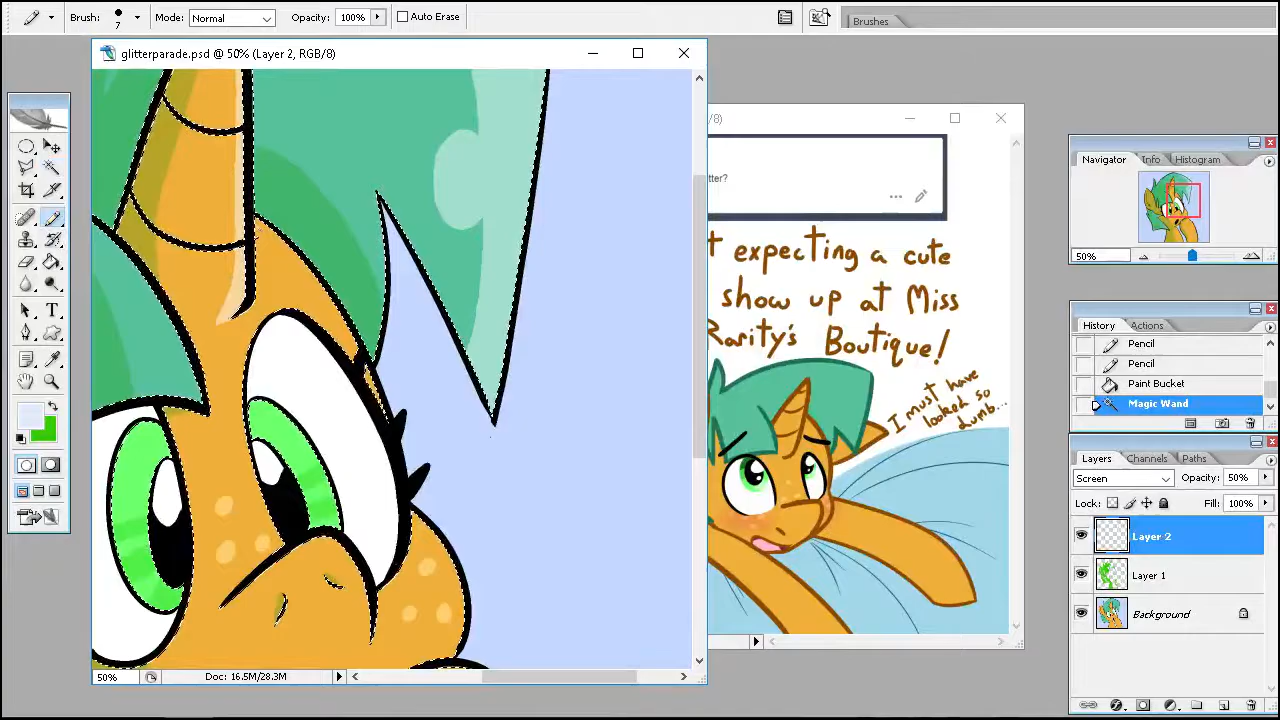 Brush:
7
Mode:
Normal
Opacity:
100%
Auto Erase
Brushes
glitterparade.psd @ 50% (Layer 2, RGB/8)
/8)
tter?
t expecting a cute
show up at Miss
Rarity's Boutique!
I must have
looked so
dumb...
50%
Doc: 16.5M/28.3M
Navigator
Info
Histogram
50%
History
Actions
Pencil
Pencil
Paint Bucket
Magic Wand
Layers
Channels
Paths
Screen
Opacity:
50%
Lock:
Fill:
100%
Layer 2
Layer 1
Background